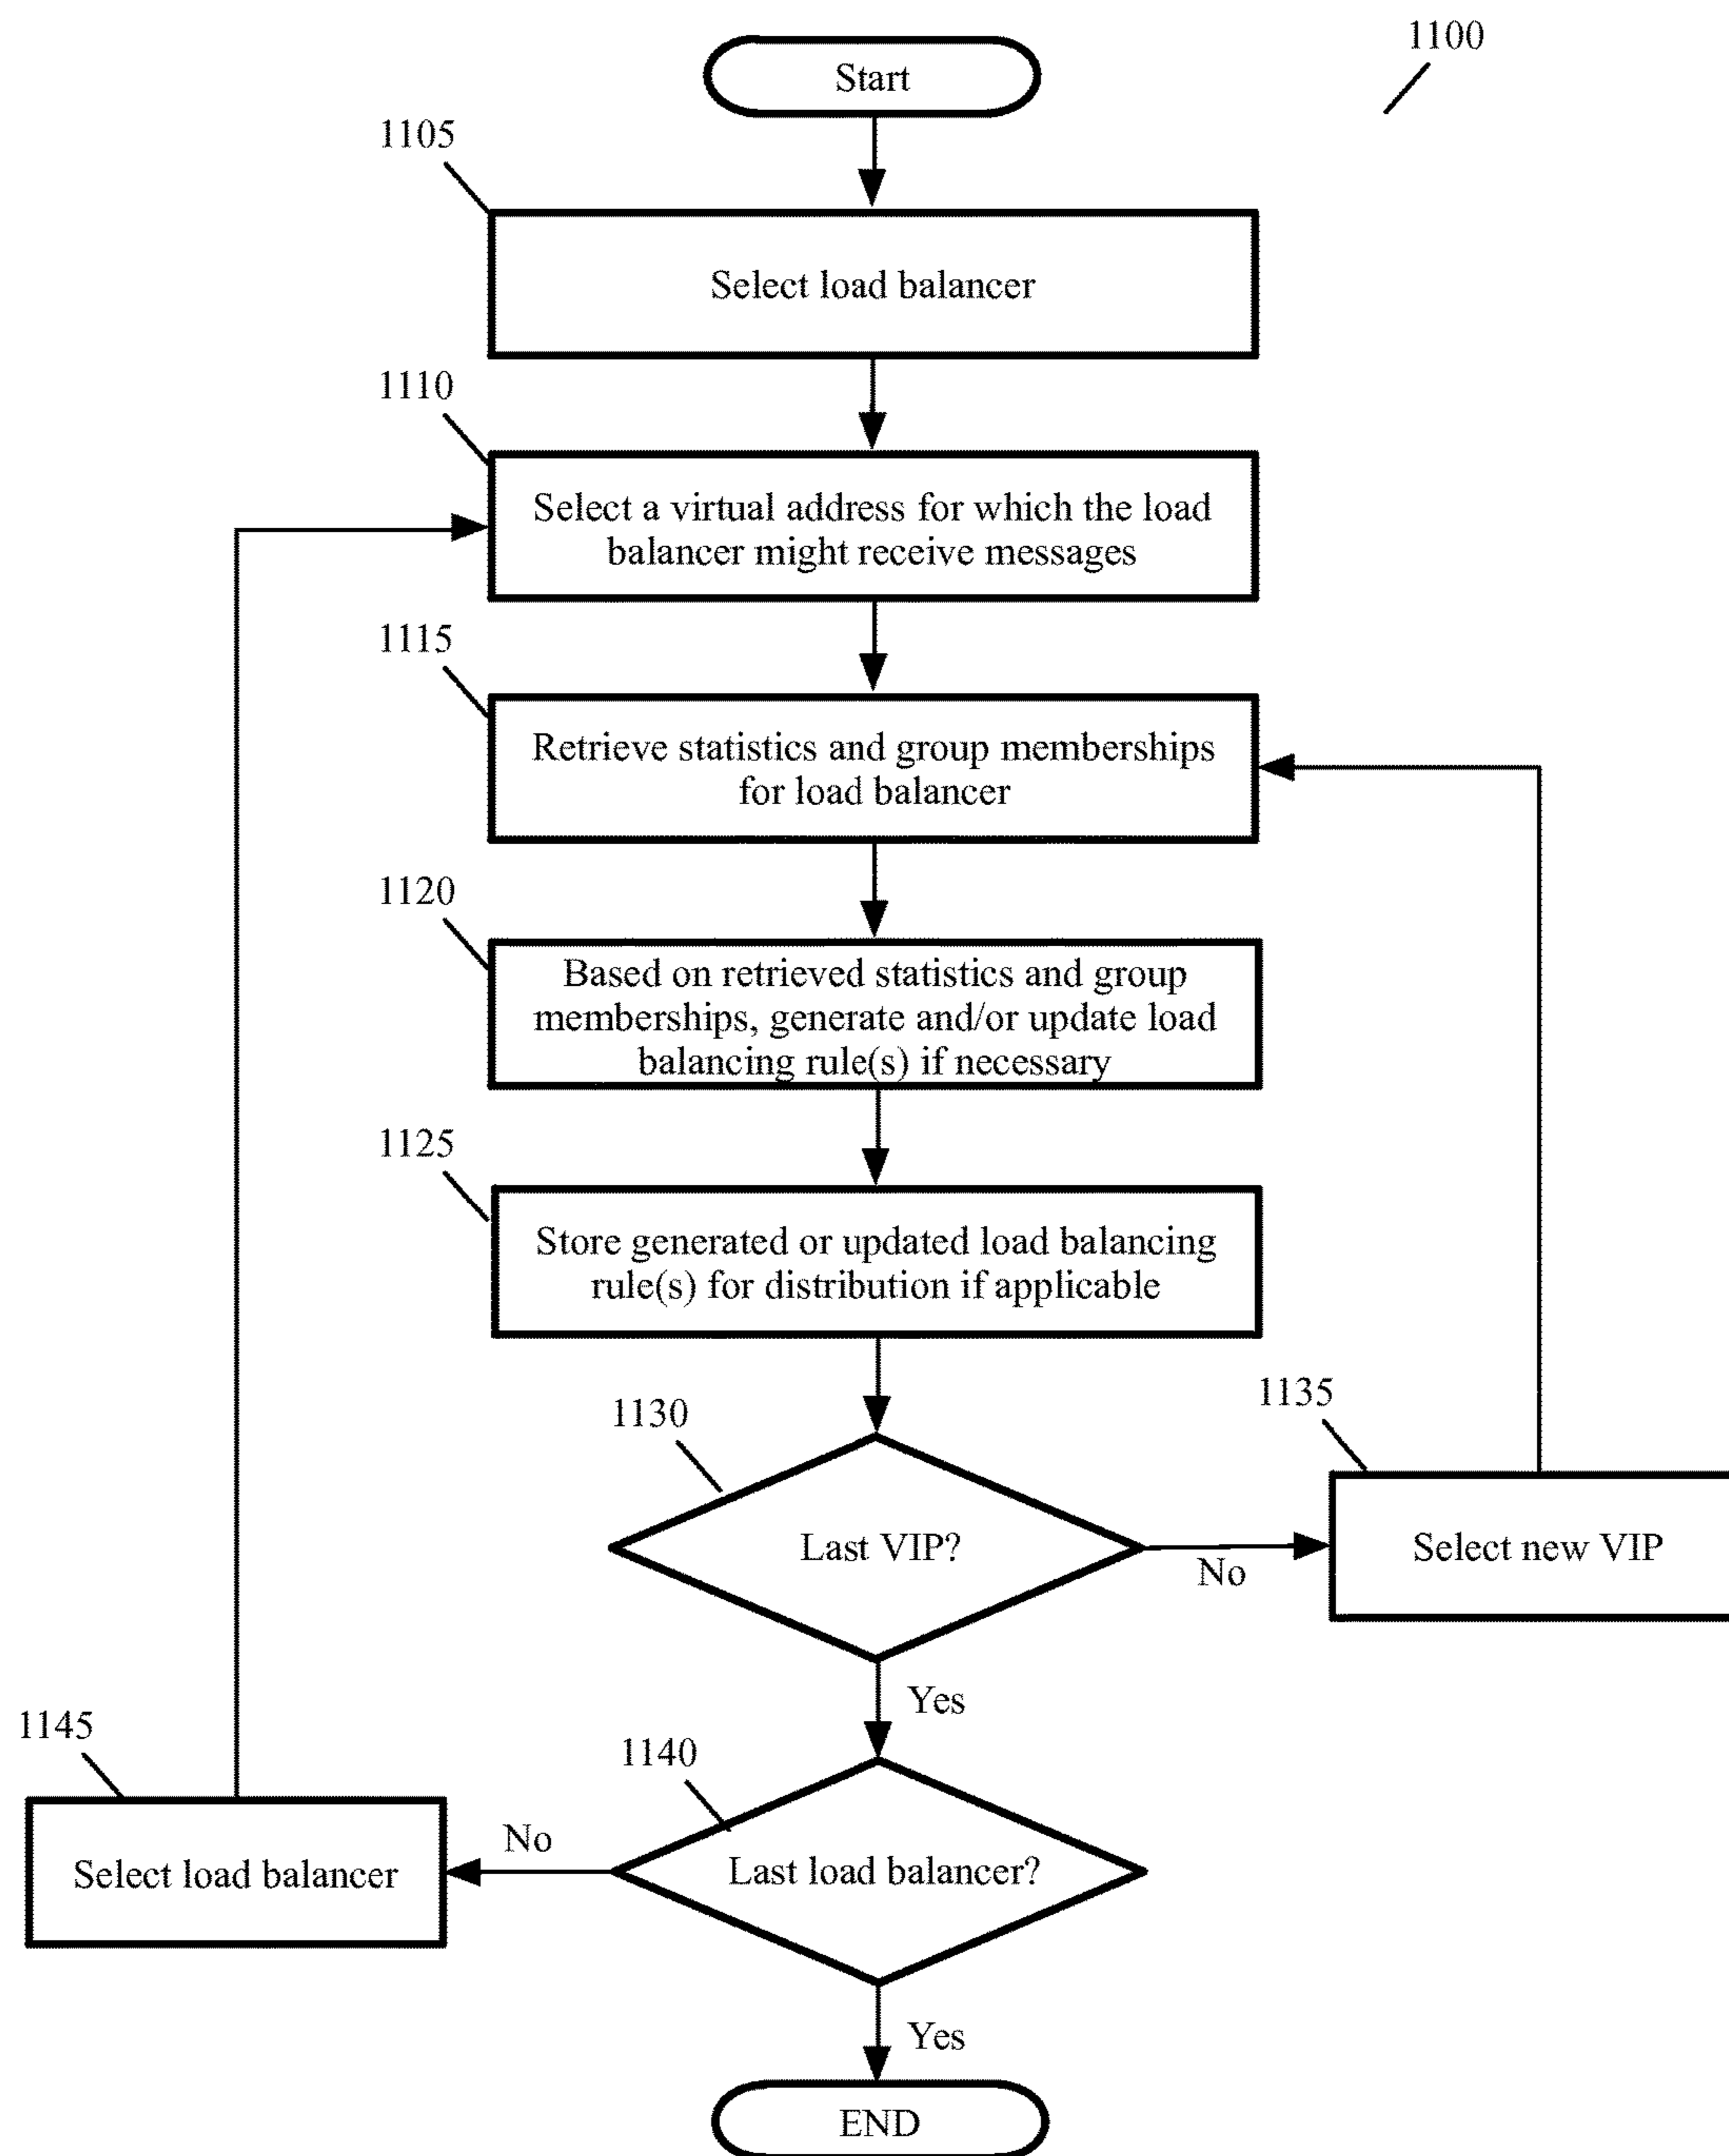 1100
Start
1105
Select load balancer
1110
Select a virtual address for which the load
balancer might receive messages
1115
Retrieve statistics and group memberships
for load balancer
1120
Based on retrieved statistics and group
memberships, generate and/or update load
balancing rule(s) if necessary
1125
Store generated or updated load balancing
rule(s) for distribution if applicable
1130
Last VIP?
No
1135
Select new VIP
Yes
1140
Last load balancer?
No
1145
Select load balancer
Yes
END